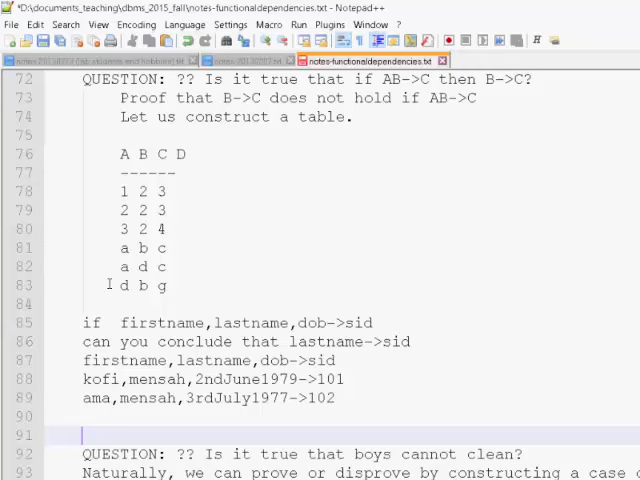 *D:\documents_teaching\dbms_2015_fall\notes-functionaldependencies.txt - Notepad++
File Edit Search View Encoding Language Settings Macro Run Plugins Window ?
notes-functionaldependencies.txt
72 QUESTION: ?? Is it true that if AB->C then B->C?
73 Proof that B->C does not hold if AB->C
74 Let us construct a table.
75
76 A B C D
77 ------
78 1 2 3
79 2 2 3
80 3 2 4
81 a b c
82 a d c
83 d b g
84
85 if firstname,lastname,dob->sid
86 can you conclude that lastname->sid
87 firstname,lastname,dob->sid
88 kofi,mensah,2ndJune1979->101
89 ama,mensah,3rdJuly1977->102
90
91
92 QUESTION: ?? Is it true that boys cannot clean?
93 Naturally, we can prove or disprove by constructing a case